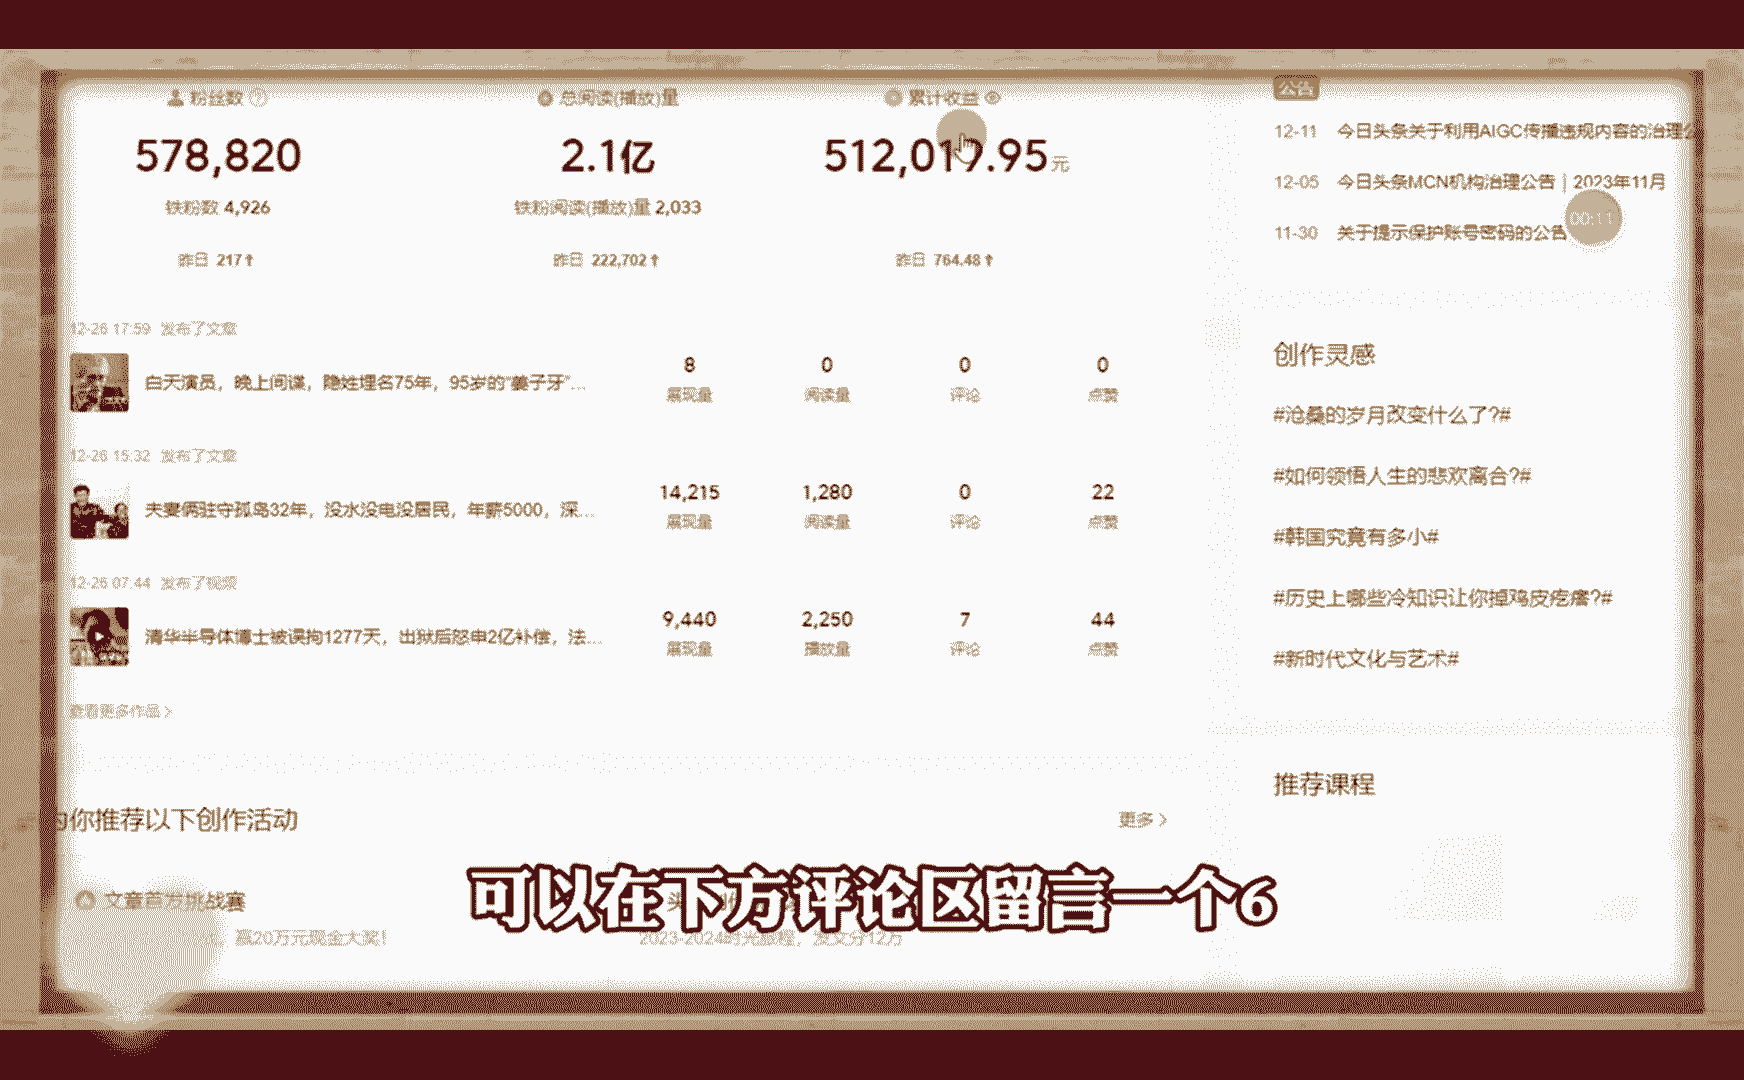 粉丝数
总阅读(播放)量
累计收益
578,820
2.1亿
512,019.95元
铁粉数 4,926
铁粉阅读(播放)量 2,033
昨日 217↑
昨日 222,702↑
昨日 764.48↑
12-26 17:59 发布了文章
白天演员，晚上间谍，隐姓埋名75年，95岁的“姜子牙”...
8
0
0
0
展现量
阅读量
评论
点赞
12-26 15:32 发布了文章
夫妻俩驻守孤岛32年，没水没电没居民，年薪5000，深...
14,215
1,280
0
22
展现量
阅读量
评论
点赞
12-26 07:44 发布了视频
清华半导体博士被误拘1277天，出狱后怒申2亿补偿，法...
9,440
2,250
7
44
展现量
播放量
评论
点赞
查看更多作品 >
你推荐以下创作活动
更多 >
文章首发挑战赛
赢20万元现金大奖!
2023-2024时光旅程，发文分12万
公告
12-11 今日头条关于利用AIGC传播违规内容的治理公
12-05 今日头条MCN机构治理公告｜2023年11月
11-30 关于提示保护账号密码的公告
00:11
创作灵感
#沧桑的岁月改变什么了?#
#如何领悟人生的悲欢离合?#
#韩国究竟有多小#
#历史上哪些冷知识让你掉鸡皮疙瘩?#
#新时代文化与艺术#
推荐课程
可以在下方评论区留言一个6